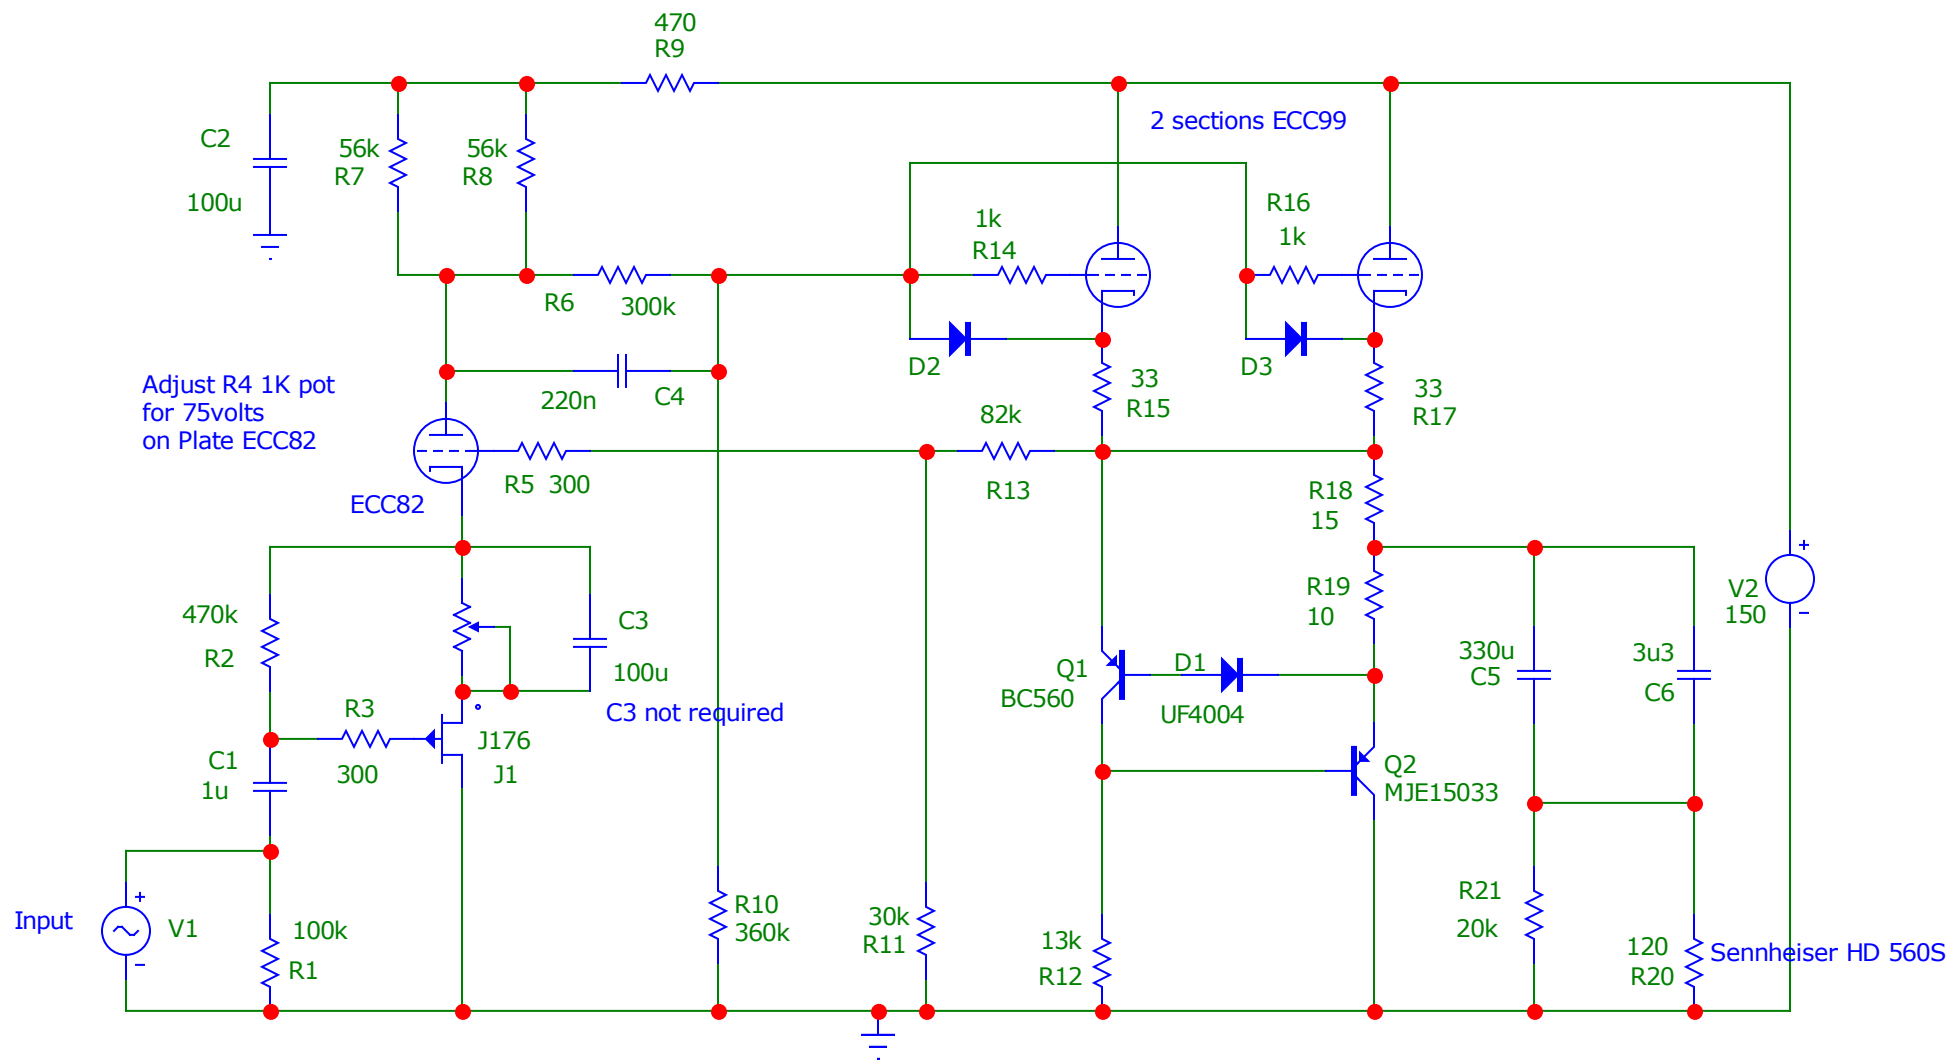 470
R9
2 sections ECC99
C2
100u
56k
R7
56k
R8
1k
R14
R16
1k
R6
300k
D2
D3
33
R15
33
R17
Adjust R4 1K pot
for 75volts
on Plate ECC82
220n
C4
82k
R13
R5 300
ECC82
R18
15
R19
10
470k
R2
C3
100u
C3 not required
R3
300
J176
J1
C1
1u
Q1
BC560
D1
UF4004
Q2
MJE15033
330u
C5
3u3
C6
+
V2
150
−
Input
+
V1
−
100k
R1
R10
360k
30k
R11
13k
R12
R21
20k
120
R20
Sennheiser HD 560S